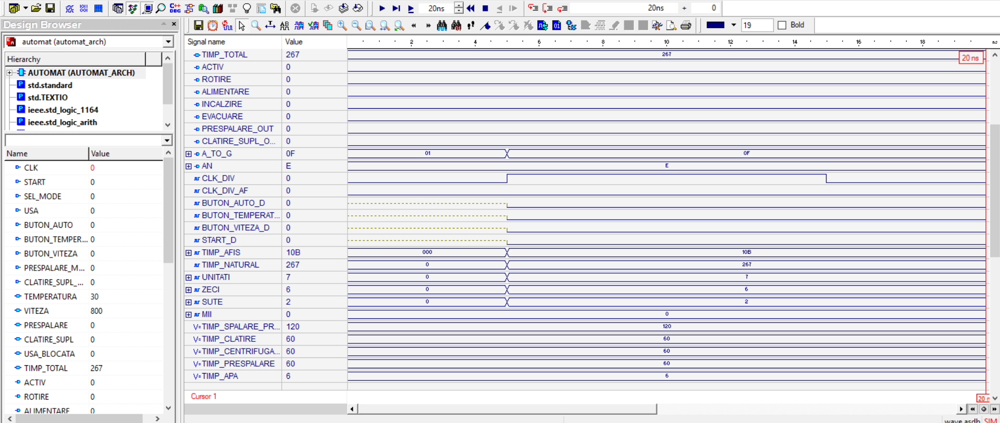 C++
DBG
20ns
20ns + 0
Design Browser
19 Bold
automat (automat_arch)
Hierarchy
AUTOMAT (AUTOMAT_ARCH)
std.standard
std.TEXTIO
ieee.std_logic_1164
ieee.std_logic_arith
Name Value
CLK 0
START 0
SEL_MODE 0
USA 0
BUTON_AUTO 0
BUTON_TEMPER... 0
BUTON_VITEZA 0
PRESPALARE_M... 0
CLATIRE_SUPL_... 0
TEMPERATURA 30
VITEZA 800
PRESPALARE 0
CLATIRE_SUPL 0
USA_BLOCATA 0
TIMP_TOTAL 267
ACTIV 0
ROTIRE 0
ALIMENTARE 0
Signal name Value 2 4 6 8 10 12 14 16 18 ns
TIMP_TOTAL 267 267
20 ns
ACTIV 0
ROTIRE 0
ALIMENTARE 0
INCALZIRE 0
EVACUARE 0
PRESPALARE_OUT 0
CLATIRE_SUPL_O... 0
A_TO_G 0F 01 0F
AN E E
CLK_DIV 0
CLK_DIV_AF 0
BUTON_AUTO_D 0
BUTON_TEMPERAT... 0
BUTON_VITEZA_D 0
START_D 0
TIMP_AFIS 10B 000 10B
TIMP_NATURAL 267 0 267
UNITATI 7 0 7
ZECI 6 0 6
SUTE 2 0 2
MII 0 0
V= TIMP_SPALARE_PR... 120 120
V= TIMP_CLATIRE 60 60
V= TIMP_CENTRIFUGA... 60 60
V= TIMP_PRESPALARE 60 60
V= TIMP_APA 6 6
Cursor 1
20 n
wave.asdb SIM